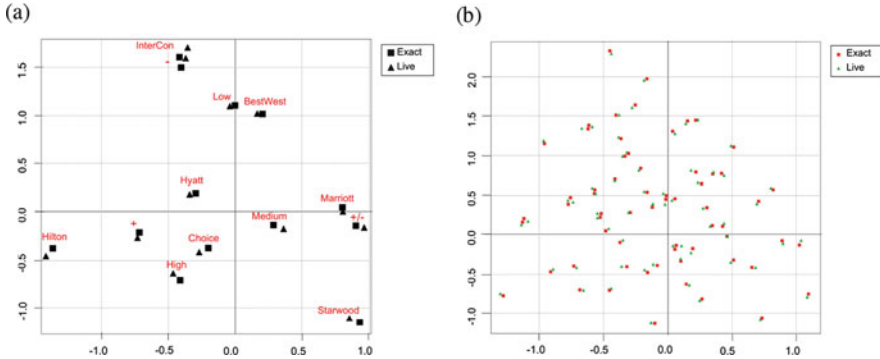 (a)
InterCon
-
Low
BestWest
Hyatt
Marriott
+/-
+
Medium
Hilton
Choice
High
Starwood
1.5
1.0
0.5
0.0
-0.5
-1.0
-1.0
-0.5
0.0
0.5
1.0
Exact
Live
(b)
2.0
1.5
1.0
0.5
0.0
-0.5
-1.0
-1.0
-0.5
0.0
0.5
1.0
Exact
Live